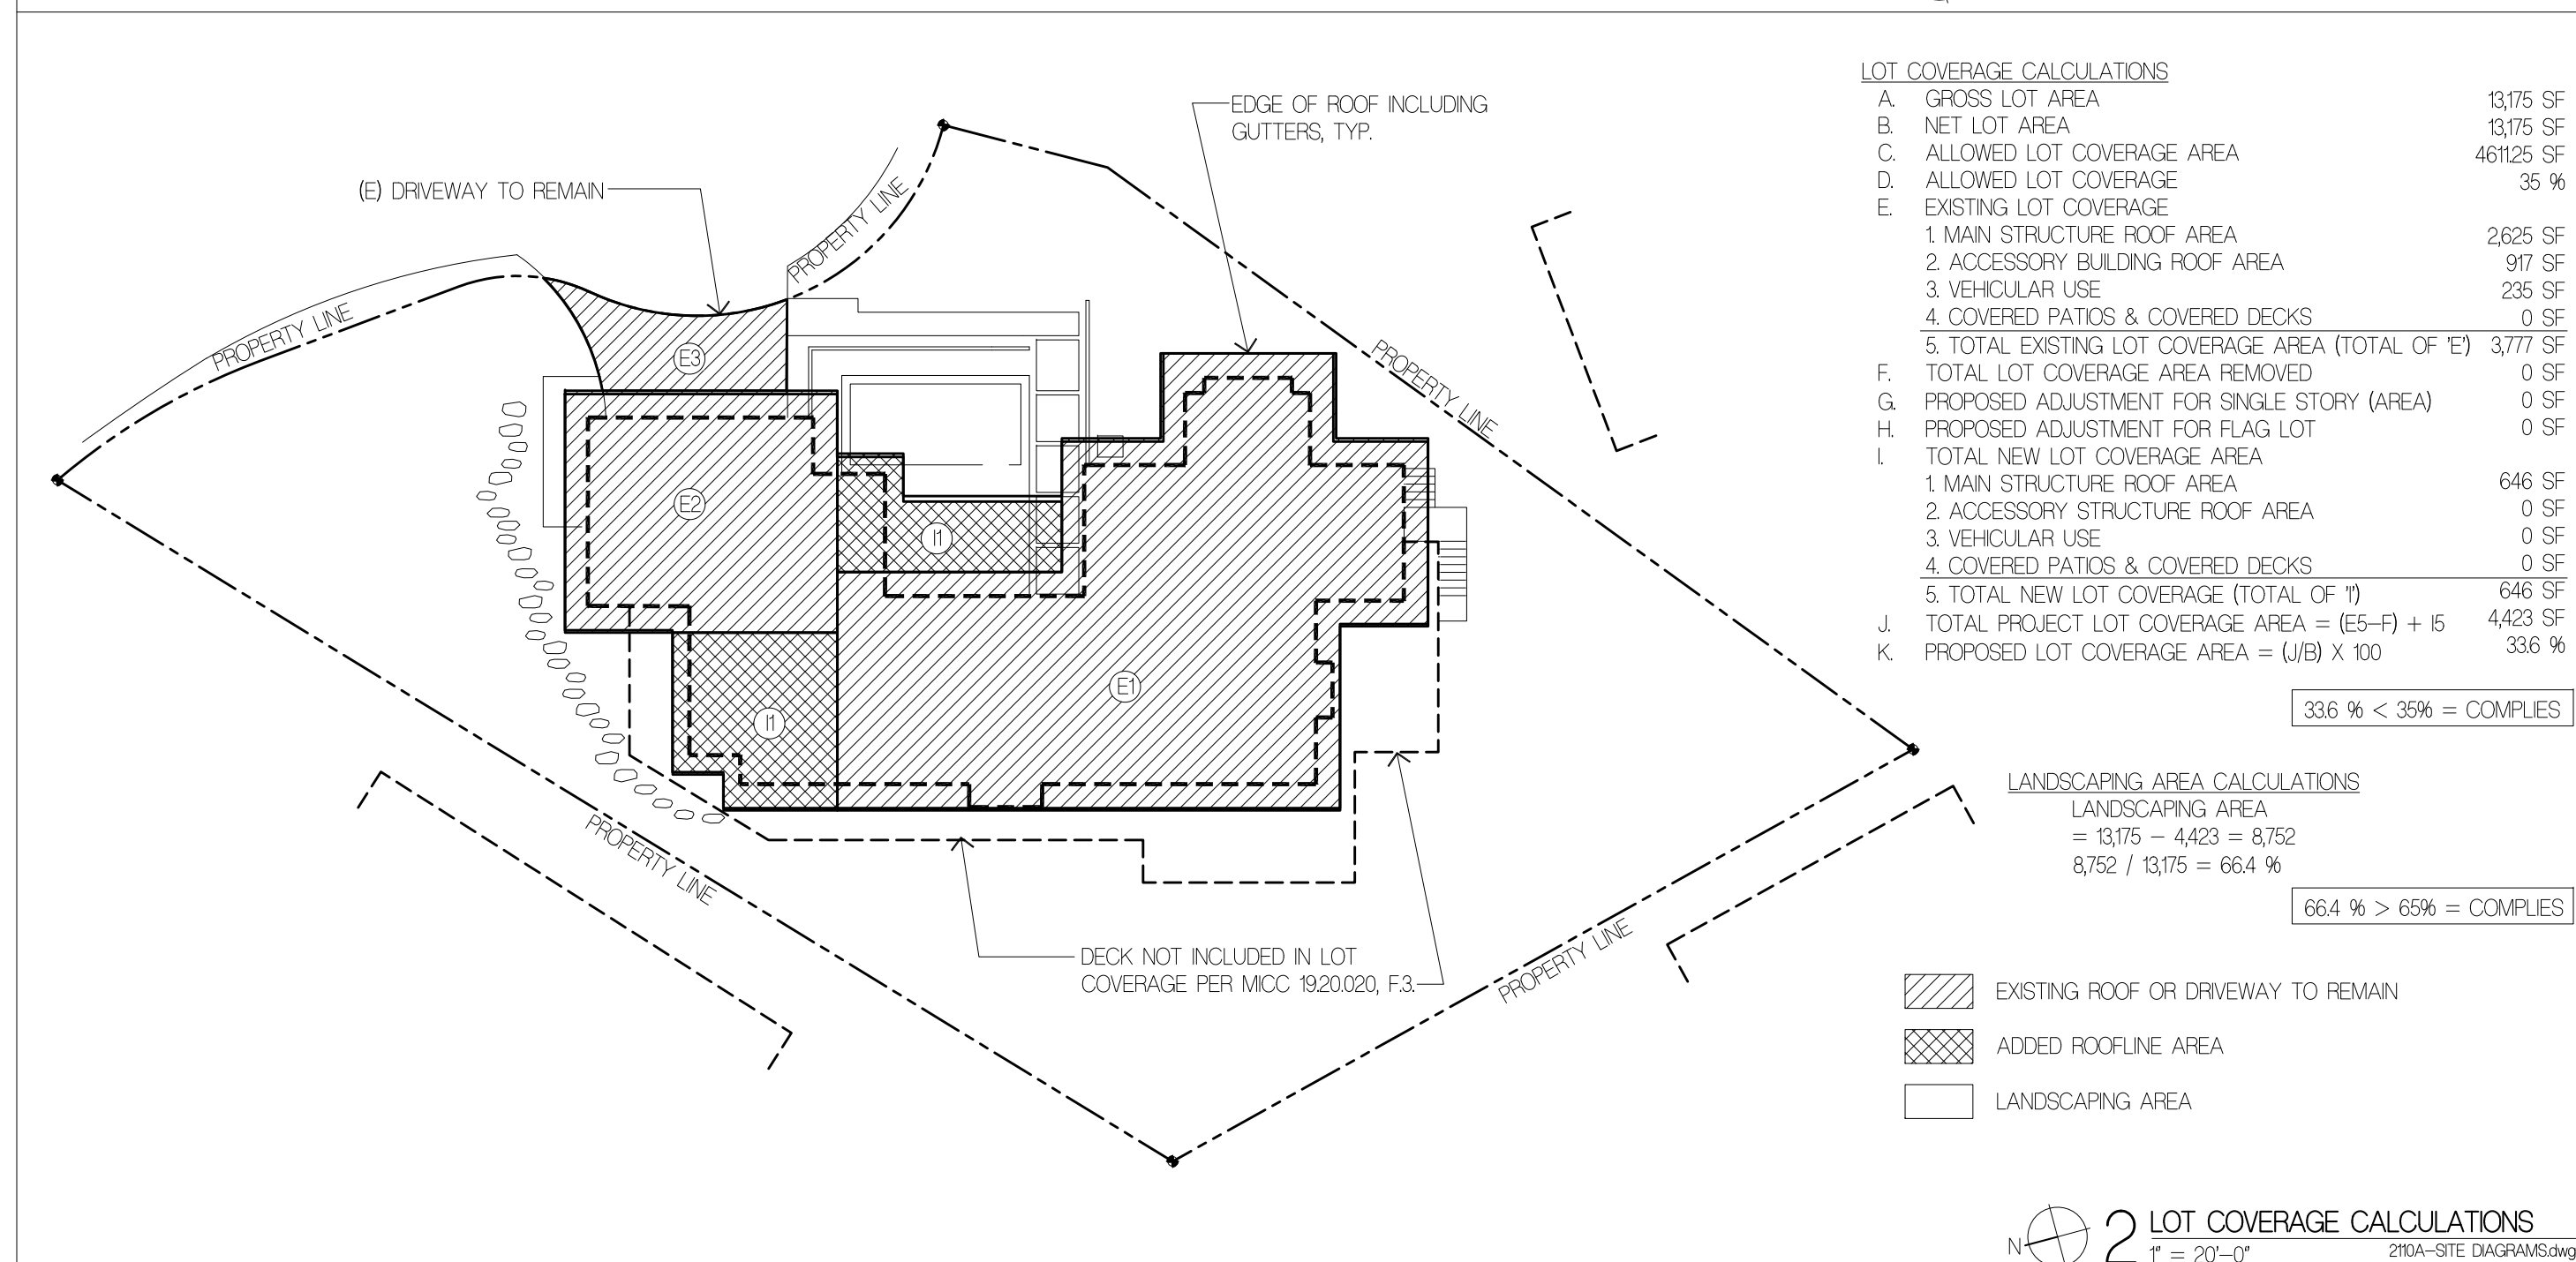 LOT COVERAGE CALCULATIONS
A. GROSS LOT AREA 13,175 SF
B. NET LOT AREA 13,175 SF
C. ALLOWED LOT COVERAGE AREA 4611.25 SF
D. ALLOWED LOT COVERAGE 35 %
E. EXISTING LOT COVERAGE
1. MAIN STRUCTURE ROOF AREA 2,625 SF
2. ACCESSORY BUILDING ROOF AREA 917 SF
3. VEHICULAR USE 235 SF
4. COVERED PATIOS & COVERED DECKS 0 SF
5. TOTAL EXISTING LOT COVERAGE AREA (TOTAL OF 'E') 3,777 SF
F. TOTAL LOT COVERAGE AREA REMOVED 0 SF
G. PROPOSED ADJUSTMENT FOR SINGLE STORY (AREA) 0 SF
H. PROPOSED ADJUSTMENT FOR FLAG LOT 0 SF
I. TOTAL NEW LOT COVERAGE AREA
1. MAIN STRUCTURE ROOF AREA 646 SF
2. ACCESSORY STRUCTURE ROOF AREA 0 SF
3. VEHICULAR USE 0 SF
4. COVERED PATIOS & COVERED DECKS 0 SF
5. TOTAL NEW LOT COVERAGE (TOTAL OF 'I') 646 SF
J. TOTAL PROJECT LOT COVERAGE AREA = (E5-F) + I5 4,423 SF
K. PROPOSED LOT COVERAGE AREA = (J/B) X 100 33.6 %
33.6 % < 35% = COMPLIES
LANDSCAPING AREA CALCULATIONS
LANDSCAPING AREA
= 13,175 - 4,423 = 8,752
8,752 / 13,175 = 66.4 %
66.4 % > 65% = COMPLIES
EXISTING ROOF OR DRIVEWAY TO REMAIN
ADDED ROOFLINE AREA
LANDSCAPING AREA
EDGE OF ROOF INCLUDING
GUTTERS, TYP.
(E) DRIVEWAY TO REMAIN
PROPERTY LINE
PROPERTY LINE
PROPERTY LINE
E3
E2
I1
E1
I1
PROPERTY LINE
PROPERTY LINE
DECK NOT INCLUDED IN LOT
COVERAGE PER MICC 19.20.020, F.3.
N
2
LOT COVERAGE CALCULATIONS
1" = 20'-0"
2110A-SITE DIAGRAMS.dwg